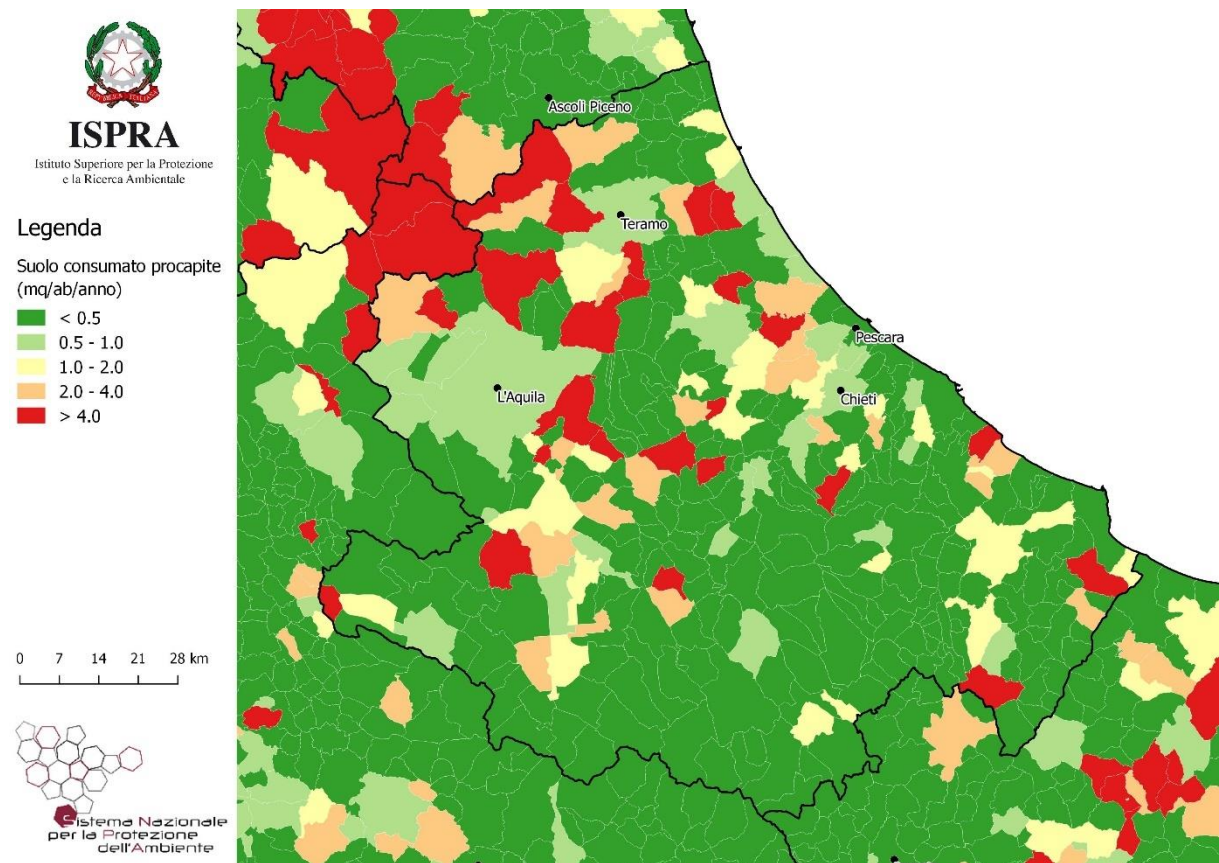 ISPRA
Istituto Superiore per la Protezione
e la Ricerca Ambientale
Legenda
Suolo consumato procapite
(mq/ab/anno)
< 0.5
0.5 - 1.0
1.0 - 2.0
2.0 - 4.0
> 4.0
0 7 14 21 28 km
Sistema Nazionale
per la Protezione
dell'Ambiente
Ascoli Piceno
Teramo
Pescara
L'Aquila
Chieti